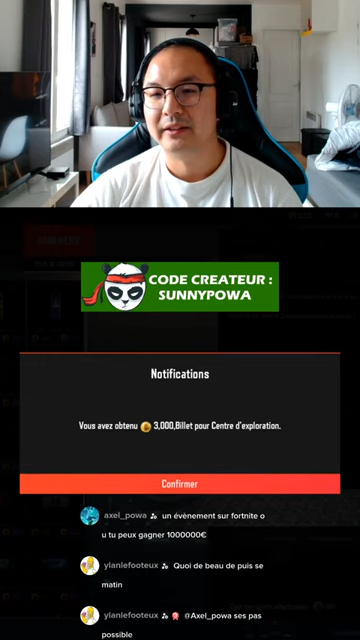 CODE CREATEUR :
SUNNYPOWA
Notifications
Vous avez obtenu 3,000,Billet pour Centre d'exploration.
Confirmer
axel_powa un évènement sur fortnite o
u tu peux gagner 1000000€
ylanlefooteux Quoi de beau de puis se
matin
ylanlefooteux @Axel_powa ses pas
possible